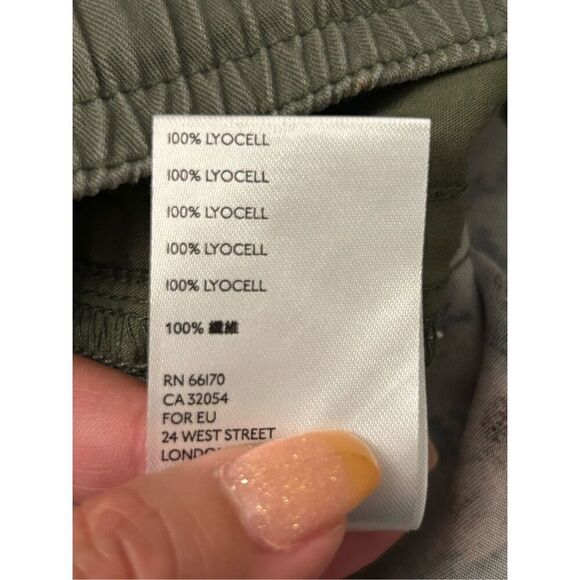 100% LYOCELL
100% LYOCELL
100% LYOCELL
100% LYOCELL
100% LYOCELL
100% 纖維
RN 66170
CA 32054
FOR EU
24 WEST STREET